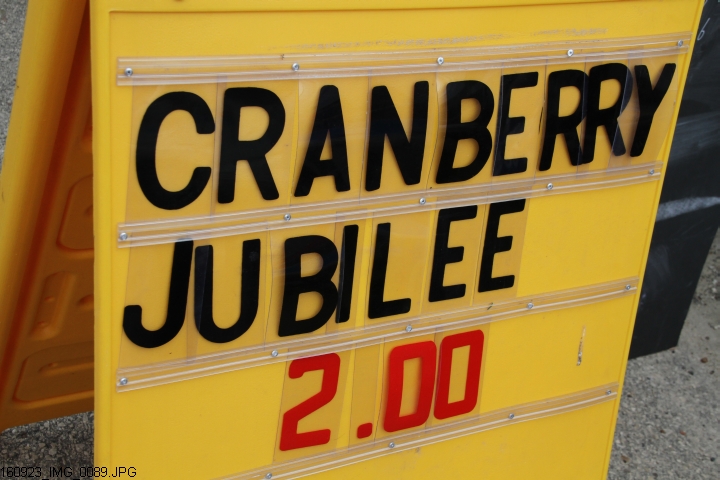 CRANBERRY
JUBILEE
2.00
160923_IMG_0089.JPG